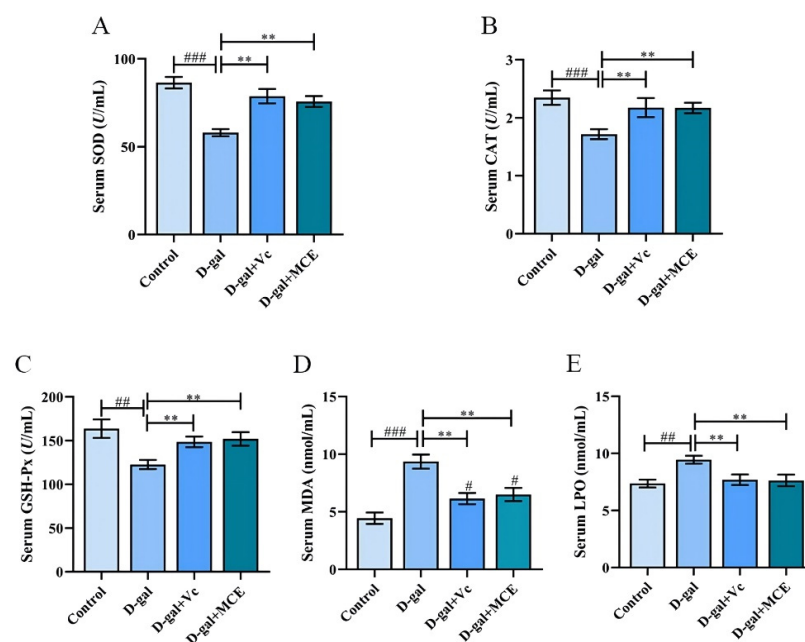 A
Serum SOD (U/mL)
100
50
0
###
**
**
Control
D-gal
D-gal+Vc
D-gal+MCE
B
Serum CAT (U/mL)
3
2
1
0
###
**
**
Control
D-gal
D-gal+Vc
D-gal+MCE
C
Serum GSH-Px (U/mL)
200
150
100
50
0
##
**
**
Control
D-gal
D-gal+Vc
D-gal+MCE
D
Serum MDA (nmol/mL)
15
10
5
0
###
**
**
#
#
Control
D-gal
D-gal+Vc
D-gal+MCE
E
Serum LPO (nmol/mL)
15
10
5
0
##
**
**
Control
D-gal
D-gal+Vc
D-gal+MCE